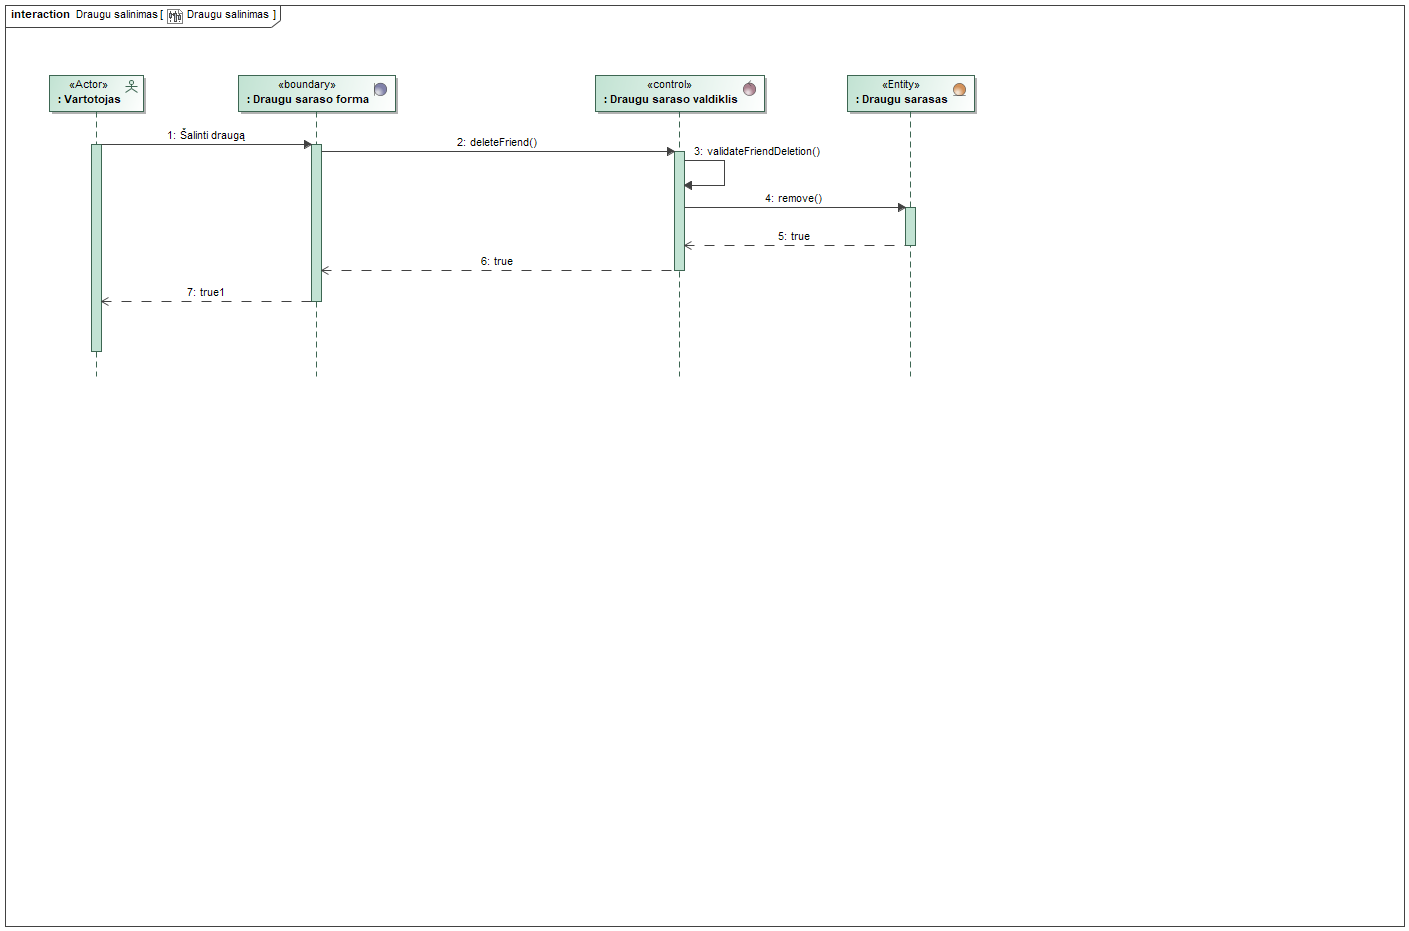 interaction Draugu salinimas [ Draugu salinimas ]
«Actor»
: Vartotojas
«boundary»
: Draugu saraso forma
«control»
: Draugu saraso valdiklis
«Entity»
: Draugu sarasas
1: Šalinti draugą
2: deleteFriend()
3: validateFriendDeletion()
4: remove()
5: true
6: true
7: true1